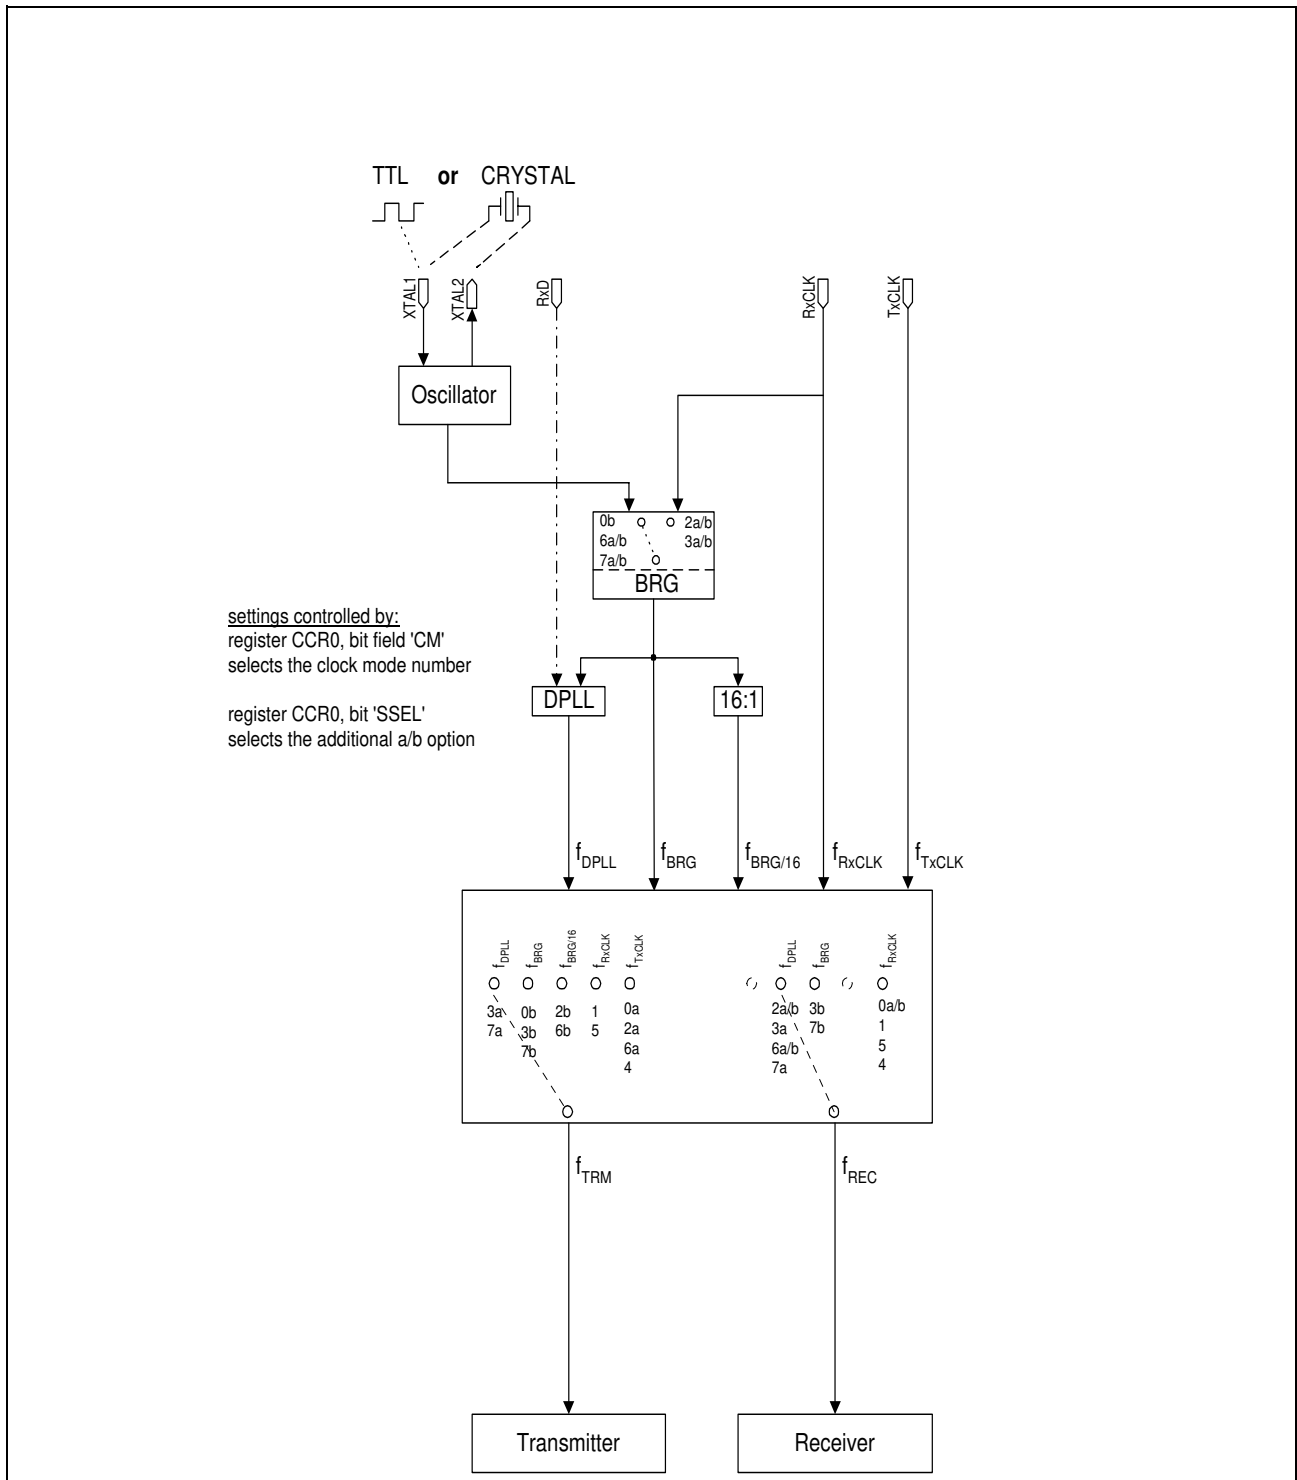 TTL or CRYSTAL
XTAL1
XTAL2
RxD
RxCLK
TxCLK
Oscillator
0b 2a/b
6a/b 3a/b
7a/b
BRG
settings controlled by:
register CCR0, bit field 'CM'
selects the clock mode number
register CCR0, bit 'SSEL'
selects the additional a/b option
DPLL 16:1
fDPLL fBRG fBRG/16 fRxCLK fTxCLK
fDPLL fBRG fBRG/16 fRxCLK fTxCLK fDPLL fBRG fRxCLK
3a 0b 2b 1 0a 2a/b 3b 0a/b
7a 3b 6b 5 2a 3a 7b 1
7b 6a 6a/b 5
4 7a 4
fTRM fREC
Transmitter Receiver